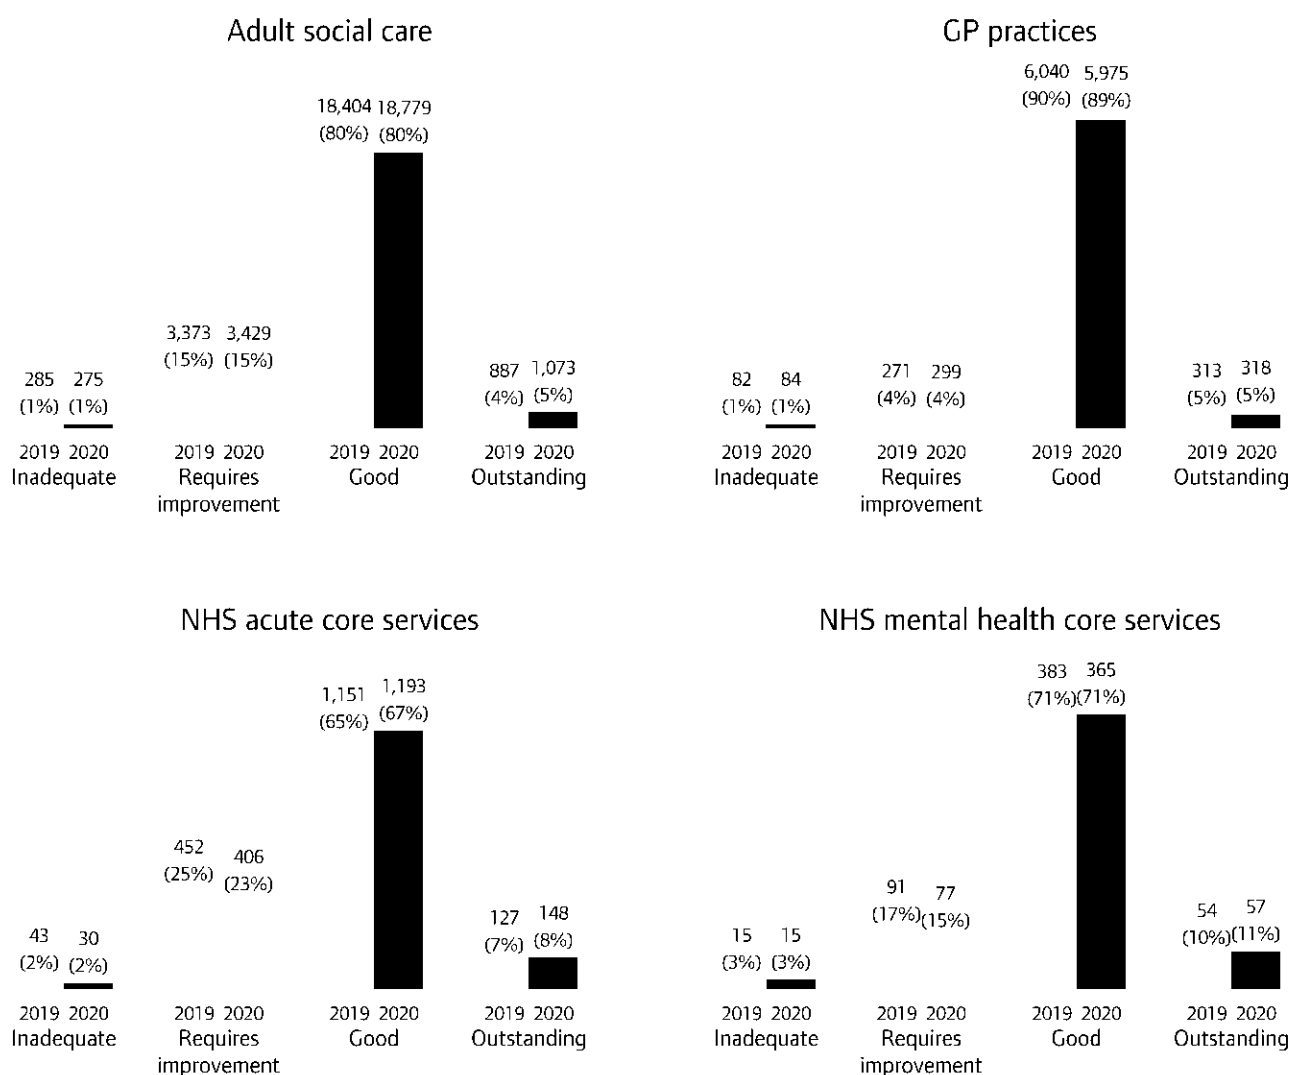 Adult social care
18,404 18,779
(80%) (80%)
3,373 3,429
(15%) (15%)
285 275
(1%) (1%)
887 1,073
(4%) (5%)
2019 2020 2019 2020 2019 2020 2019 2020
Inadequate Requires Good Outstanding
improvement
GP practices
6,040 5,975
(90%) (89%)
82 84
(1%) (1%)
271 299
(4%) (4%)
313 318
(5%) (5%)
2019 2020 2019 2020 2019 2020 2019 2020
Inadequate Requires Good Outstanding
improvement
NHS acute core services
1,151 1,193
(65%) (67%)
452 406
(25%) (23%)
43 30
(2%) (2%)
127 148
(7%) (8%)
2019 2020 2019 2020 2019 2020 2019 2020
Inadequate Requires Good Outstanding
improvement
NHS mental health core services
383 365
(71%) (71%)
91 77
(17%) (15%)
15 15
(3%) (3%)
54 57
(10%) (11%)
2019 2020 2019 2020 2019 2020 2019 2020
Inadequate Requires Good Outstanding
improvement